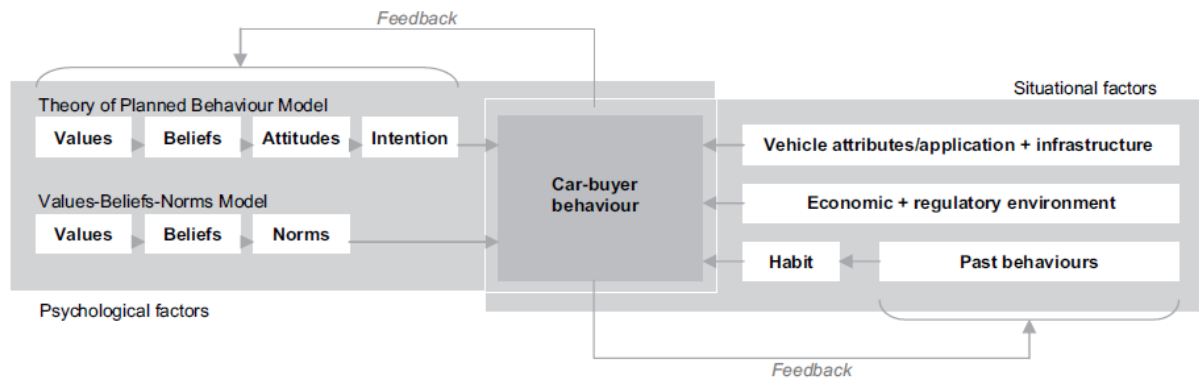 Feedback
Situational factors
Theory of Planned Behaviour Model
Values
Beliefs
Attitudes
Intention
Vehicle attributes/application + infrastructure
Car-buyer
behaviour
Economic + regulatory environment
Values-Beliefs-Norms Model
Values
Beliefs
Norms
Habit
Past behaviours
Psychological factors
Feedback